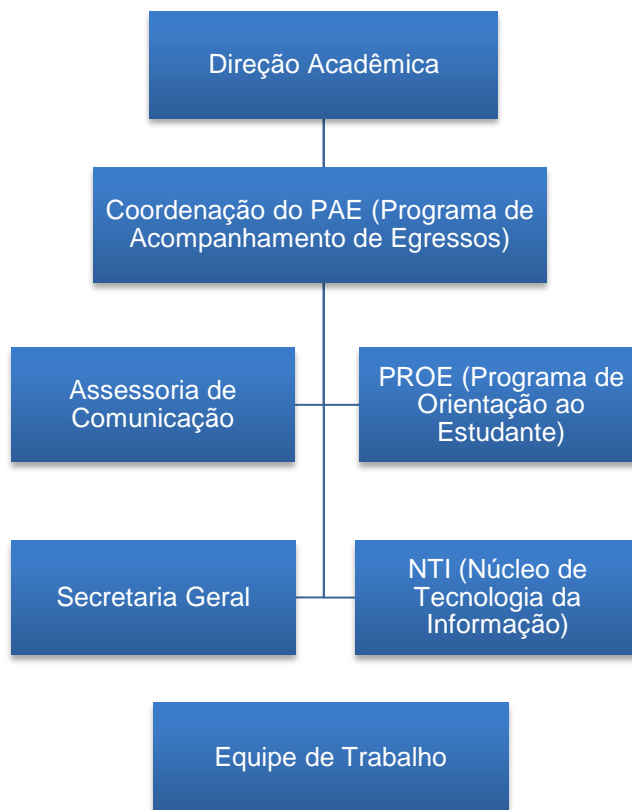 Direção Acadêmica
Coordenação do PAE (Programa de
Acompanhamento de Egressos)
Assessoria de
Comunicação
PROE (Programa de
Orientação ao
Estudante)
Secretaria Geral
NTI (Núcleo de
Tecnologia da
Informação)
Equipe de Trabalho